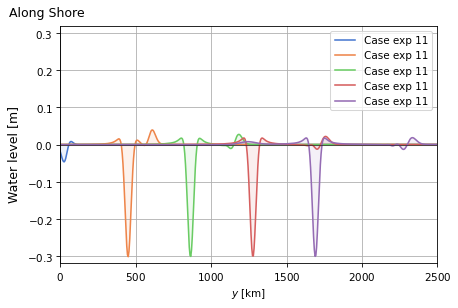 Along Shore
Water level [m]
0.3
0.2
0.1
0.0
−0.1
−0.2
−0.3
Case exp 11
Case exp 11
Case exp 11
Case exp 11
Case exp 11
0 500 1000 1500 2000 2500
y [km]